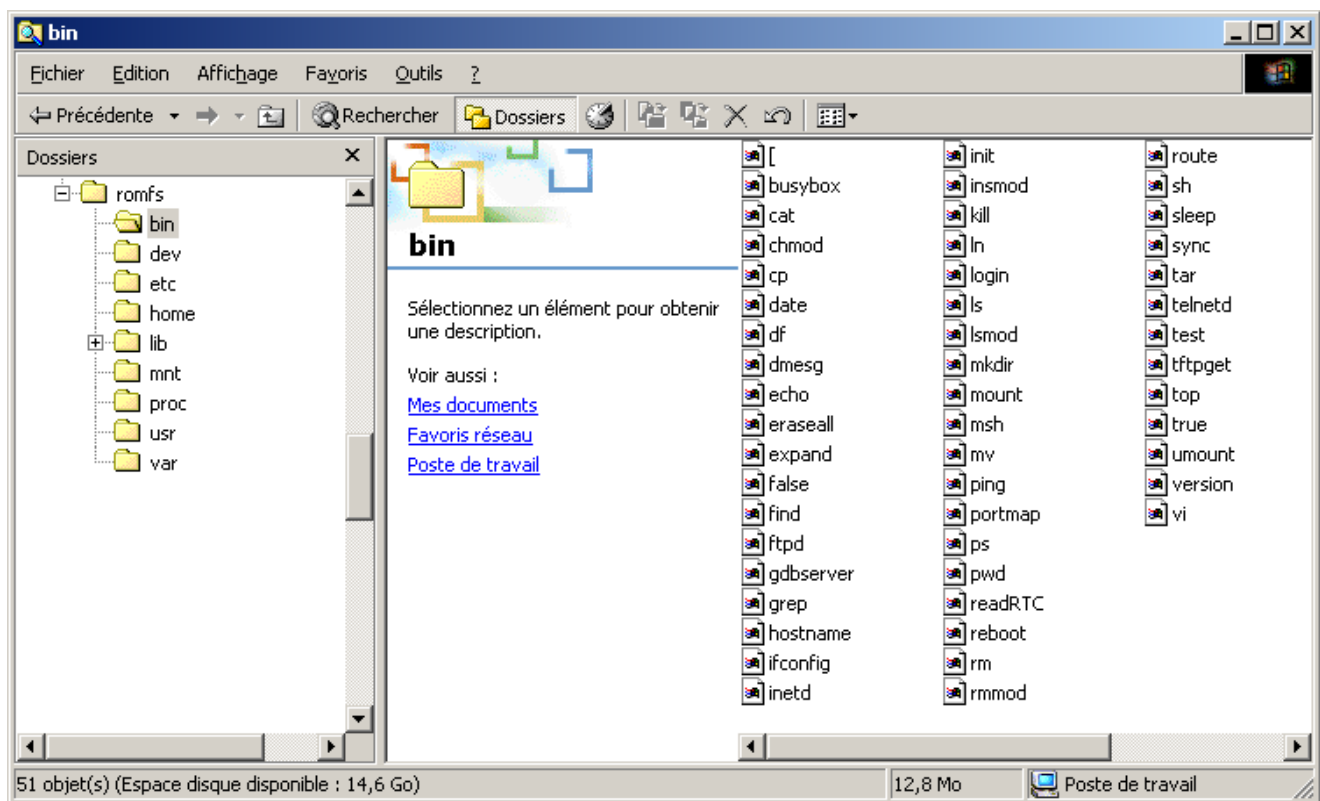 bin
Fichier Edition Affichage Favoris Outils ?
Précédente Rechercher Dossiers
Dossiers
romfs
bin
dev
etc
home
lib
mnt
proc
usr
var
bin
Sélectionnez un élément pour obtenir
une description.
Voir aussi :
Mes documents
Favoris réseau
Poste de travail
[
busybox
cat
chmod
cp
date
df
dmesg
echo
eraseall
expand
false
find
ftpd
gdbserver
grep
hostname
ifconfig
inetd
init
insmod
kill
ln
login
ls
lsmod
mkdir
mount
msh
mv
ping
portmap
ps
pwd
readRTC
reboot
rm
rmmod
route
sh
sleep
sync
tar
telnetd
test
tftpget
top
true
umount
version
vi
51 objet(s) (Espace disque disponible : 14,6 Go) 12,8 Mo Poste de travail